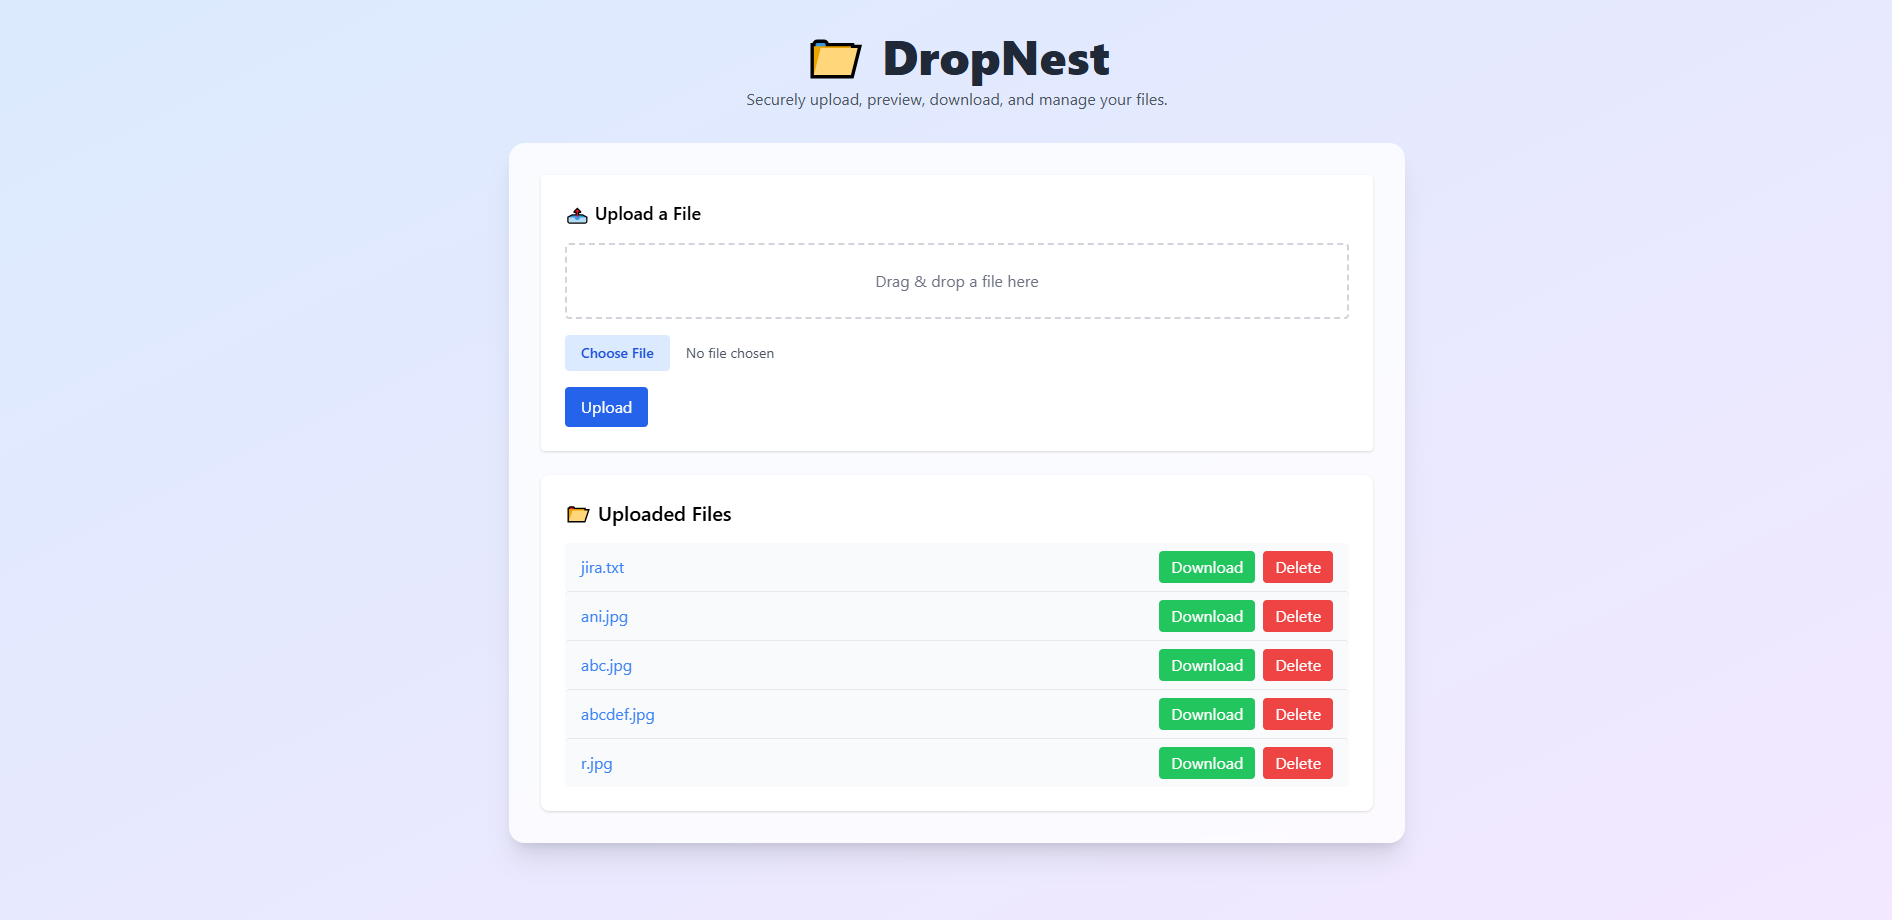 DropNest
Securely upload, preview, download, and manage your files.
Upload a File
Drag & drop a file here
Choose File No file chosen
Upload
Uploaded Files
jira.txt Download Delete
ani.jpg Download Delete
abc.jpg Download Delete
abcdef.jpg Download Delete
r.jpg Download Delete